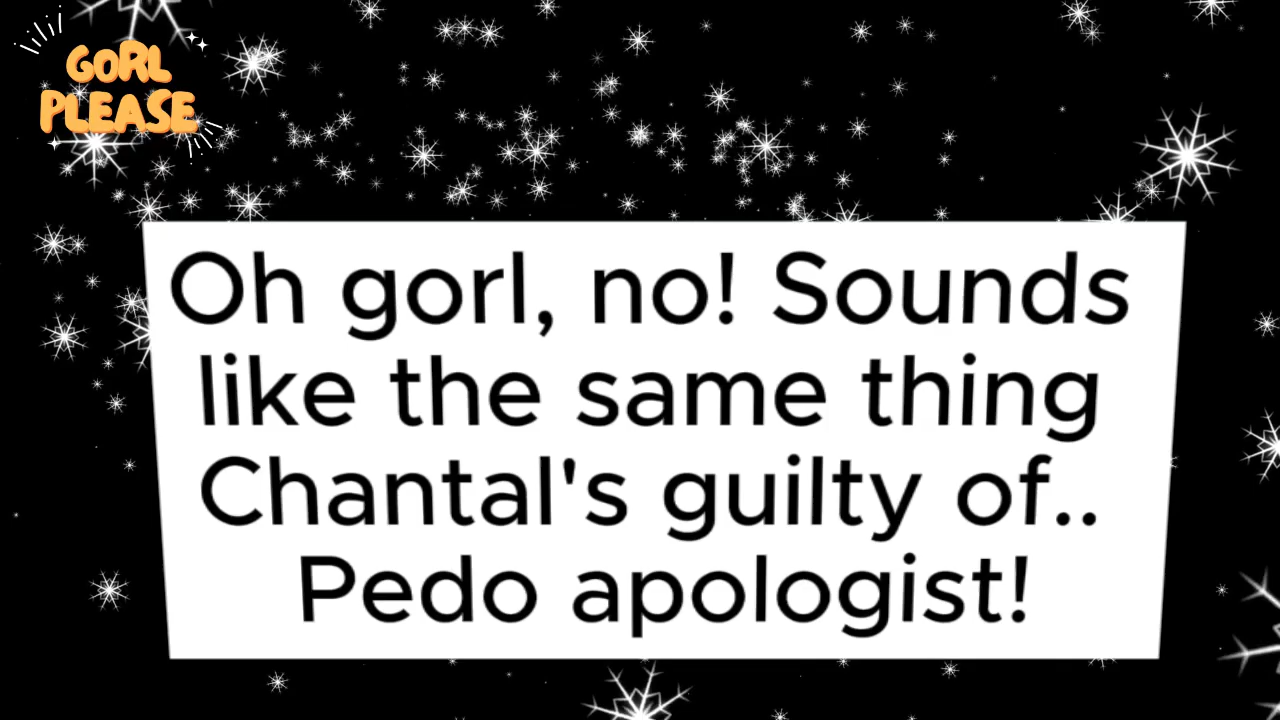 GORL
PLEASE
Oh gorl, no! Sounds
like the same thing
Chantal's guilty of..
Pedo apologist!